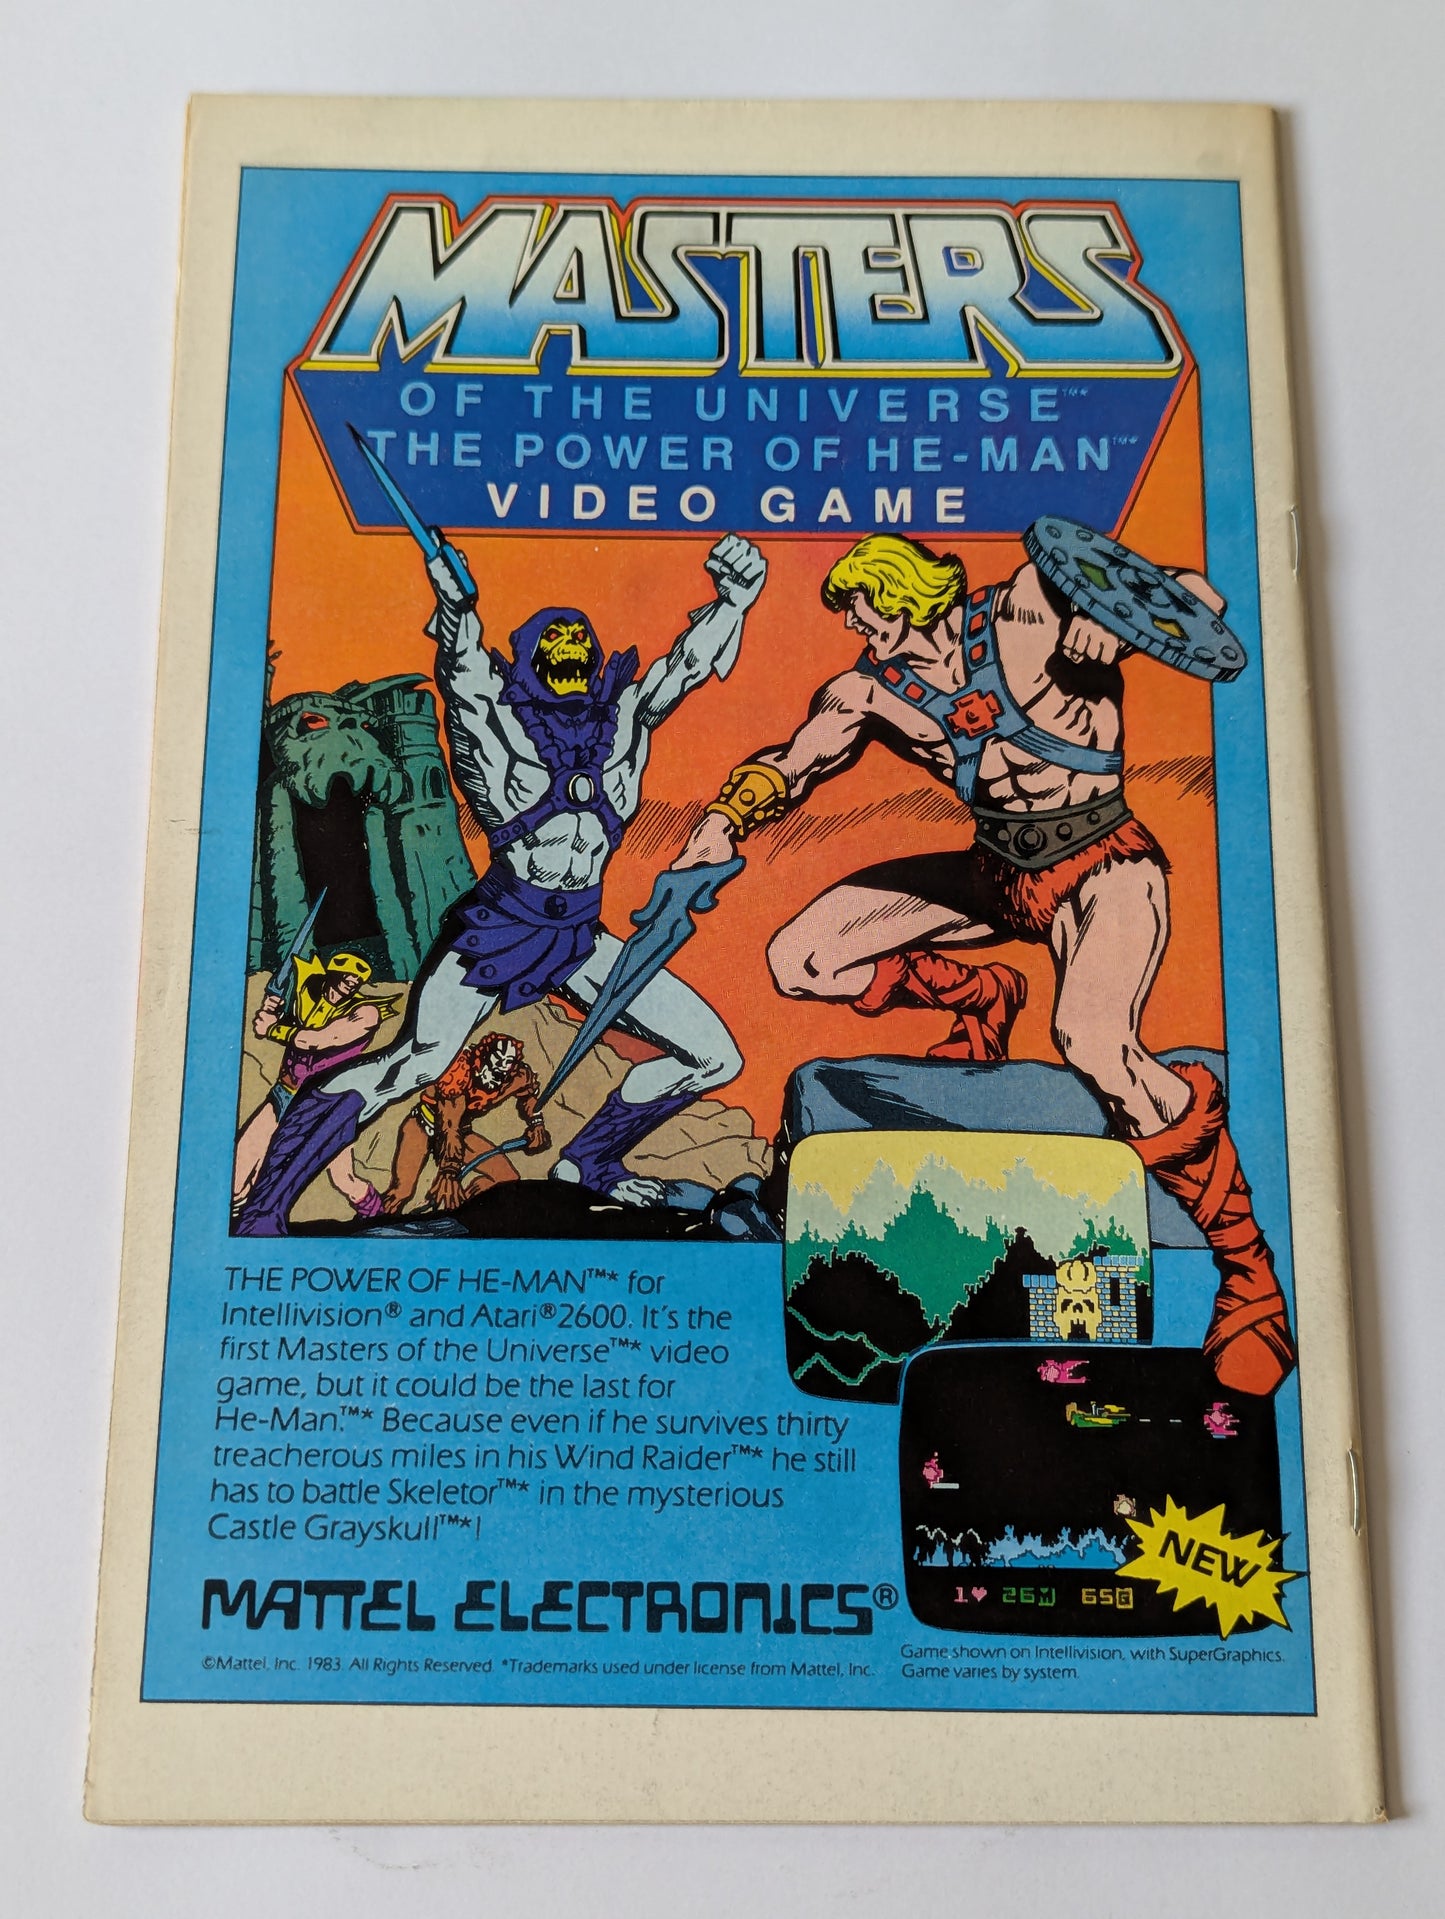 MASTERS
OF THE UNIVERSE™*
THE POWER OF HE-MAN™*
VIDEO GAME
THE POWER OF HE-MAN™* for
Intellivision® and Atari®2600. It's the
first Masters of the Universe™* video
game, but it could be the last for
He-Man.™* Because even if he survives thirty
treacherous miles in his Wind Raider™* he still
has to battle Skeletor™* in the mysterious
Castle Grayskull™*!
1♥ 26M 65G
NEW
MATTEL ELECTRONICS®
©Mattel, Inc. 1983. All Rights Reserved. *Trademarks used under license from Mattel, Inc.
Game shown on Intellivision, with SuperGraphics.
Game varies by system.